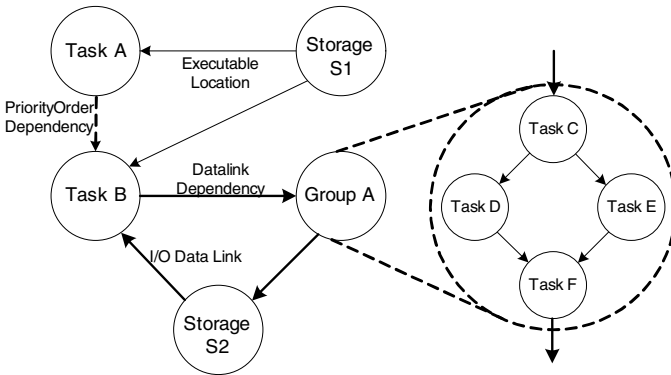 Task A
Storage
S1
Executable
Location
PriorityOrder
Dependency
Task C
Task B
Datalink
Dependency
Group A
Task D
Task E
I/O Data Link
Task F
Storage
S2